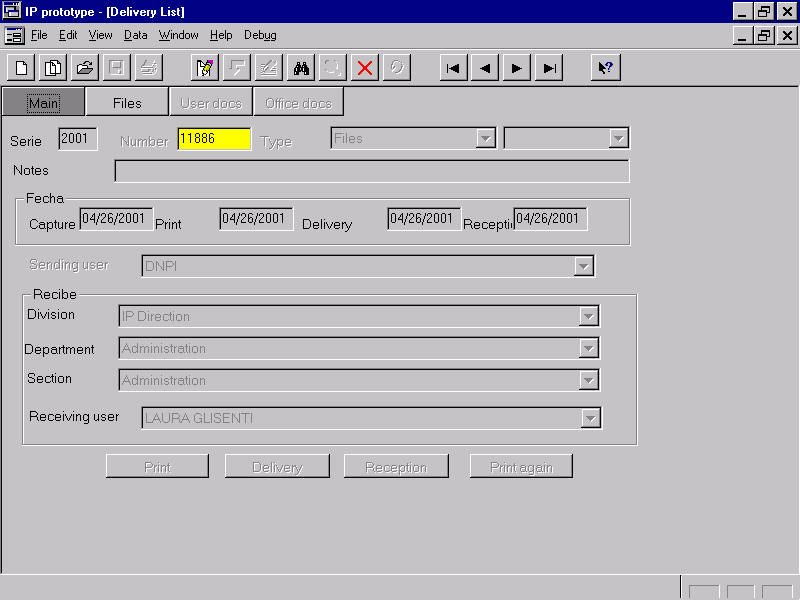 IP prototype - [Delivery List]
File Edit View Data Window Help Debug
Main Files User docs Office docs
Serie 2001 Number 11886 Type Files
Notes
Fecha
Capture 04/26/2001 Print 04/26/2001 Delivery 04/26/2001 Recepti 04/26/2001
Sending user DNPI
Recibe
Division IP Direction
Department Administration
Section Administration
Receiving user LAURA GLISENTI
Print Delivery Reception Print again